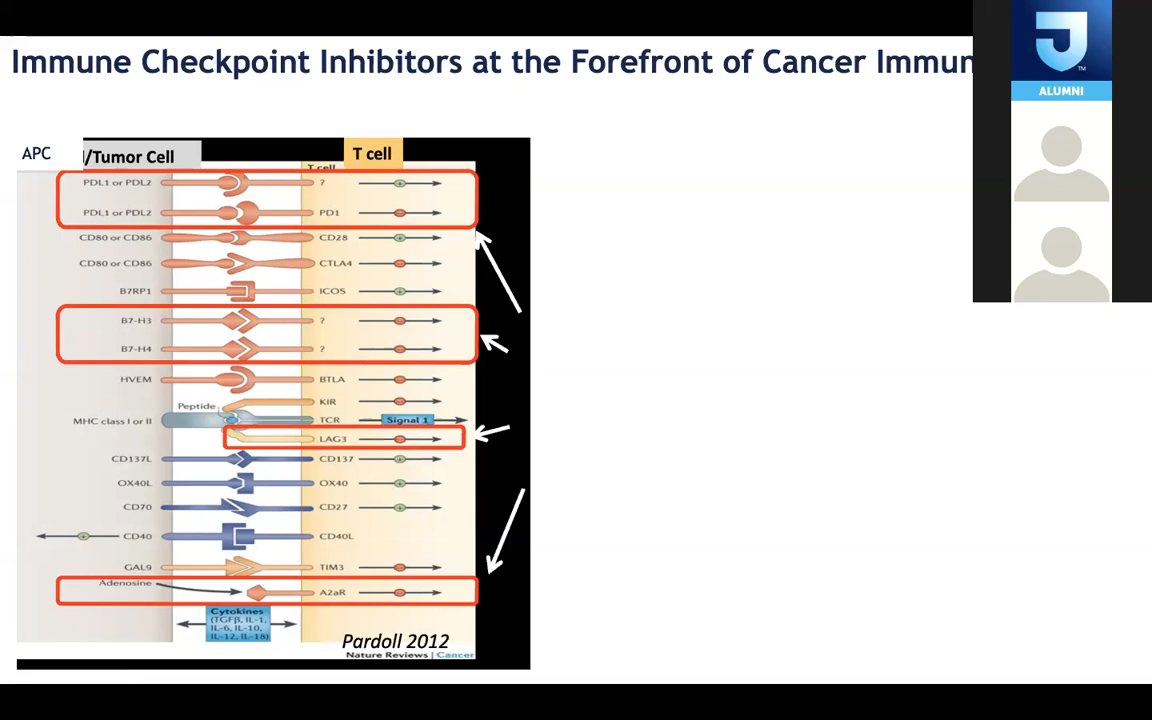 Immune Checkpoint Inhibitors at the Forefront of Cancer Immun
ALUMNI
TM
APC /Tumor Cell T cell
PDL1 or PDL2 ? +
PDL1 or PDL2 PD1 −
CD80 or CD86 CD28 +
CD80 or CD86 CTLA4 −
B7RP1 ICOS +
B7-H3 ? −
B7-H4 ? −
HVEM BTLA −
Peptide KIR −
MHC class I or II TCR Signal 1
LAG3 −
CD137L CD137 +
OX40L OX40 +
CD70 CD27 +
+ CD40 CD40L
GAL9 TIM3 −
Adenosine
A2aR −
Cytokines
(TGFβ, IL-1,
IL-6, IL-10,
IL-12, IL-18)
Pardoll 2012
Nature Reviews | Cancer